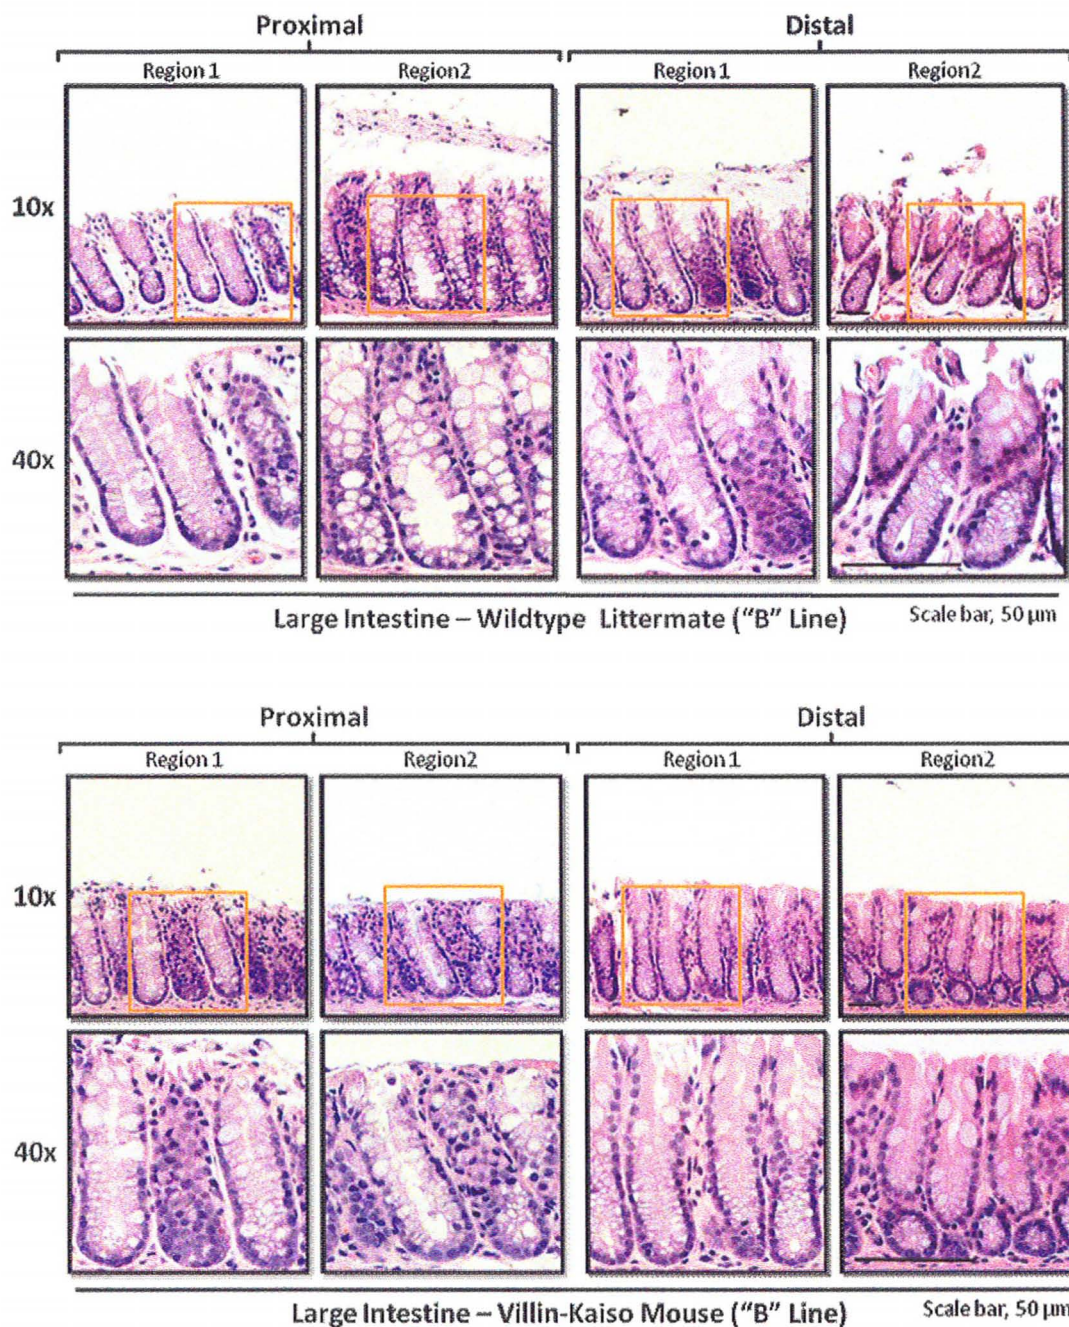 Proximal Distal
Region 1 Region2 Region 1 Region2
10x
40x
Large Intestine – Wildtype Littermate ("B" Line) Scale bar, 50 µm
Proximal Distal
Region 1 Region2 Region 1 Region2
10x
40x
Large Intestine – Villin-Kaiso Mouse ("B" Line) Scale bar, 50 µm